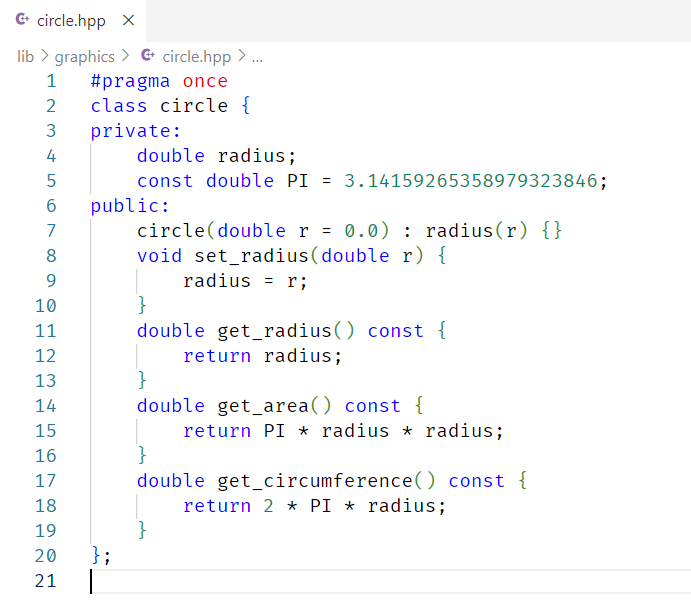 circle.hpp
lib > graphics > circle.hpp > ...
1 #pragma once
2 class circle {
3 private:
4     double radius;
5     const double PI = 3.14159265358979323846;
6 public:
7     circle(double r = 0.0) : radius(r) {}
8     void set_radius(double r) {
9         radius = r;
10     }
11     double get_radius() const {
12         return radius;
13     }
14     double get_area() const {
15         return PI * radius * radius;
16     }
17     double get_circumference() const {
18         return 2 * PI * radius;
19     }
20 };
21